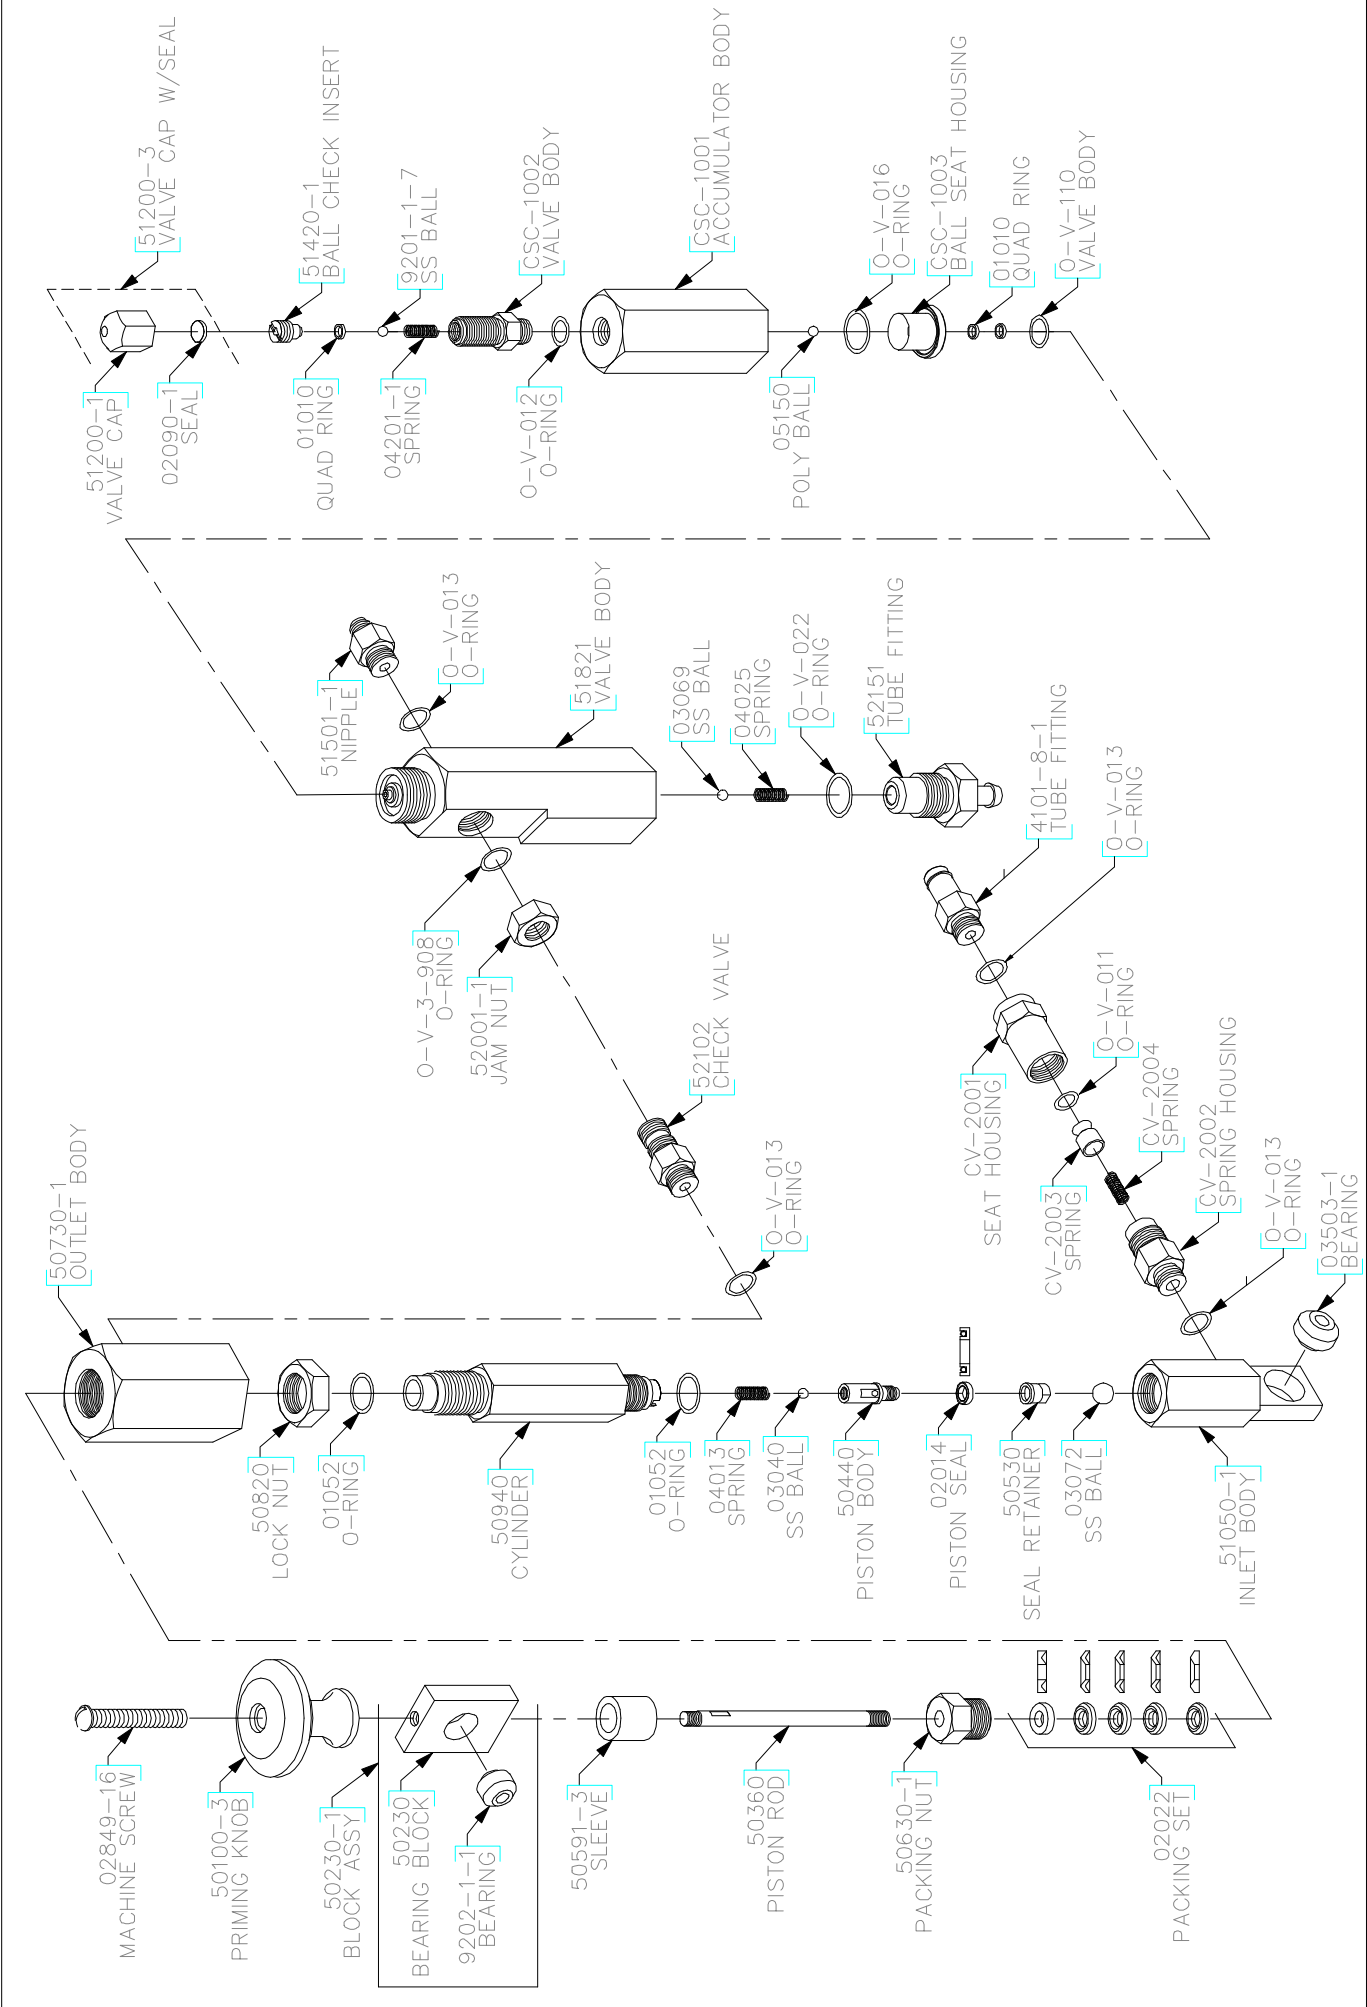 02849-16
MACHINE SCREW
50100-3
PRIMING KNOB
50230-1
BLOCK ASSY
50230
BEARING BLOCK
9202-1-1
BEARING
50591-3
SLEEVE
50360
PISTON ROD
50630-1
PACKING NUT
02022
PACKING SET
50730-1
OUTLET BODY
50820
LOCK NUT
01052
O-RING
50940
CYLINDER
01052
O-RING
04013
SPRING
03040
SS BALL
50440
PISTON BODY
02014
PISTON SEAL
50530
SEAL RETAINER
03072
SS BALL
51050-1
INLET BODY
03503-1
BEARING
O-V-013
O-RING
CV-2002
SPRING HOUSING
CV-2004
SPRING
CV-2003
SPRING
O-V-011
O-RING
CV-2001
SEAT HOUSING
O-V-013
O-RING
4101-8-1
TUBE FITTING
O-V-013
O-RING
52102
CHECK VALVE
52001-1
JAM NUT
O-V-3-908
O-RING
51501-1
NIPPLE
O-V-013
O-RING
51821
VALVE BODY
03069
SS BALL
04025
SPRING
O-V-022
O-RING
52151
TUBE FITTING
51200-3
VALVE CAP W/SEAL
51200-1
VALVE CAP
02090-1
SEAL
51420-1
BALL CHECK INSERT
01010
QUAD RING
9201-1-7
SS BALL
04201-1
SPRING
CSC-1002
VALVE BODY
O-V-012
O-RING
CSC-1001
ACCUMULATOR BODY
05150
POLY BALL
O-V-016
O-RING
CSC-1003
BALL SEAT HOUSING
01010
QUAD RING
O-V-110
VALVE BODY